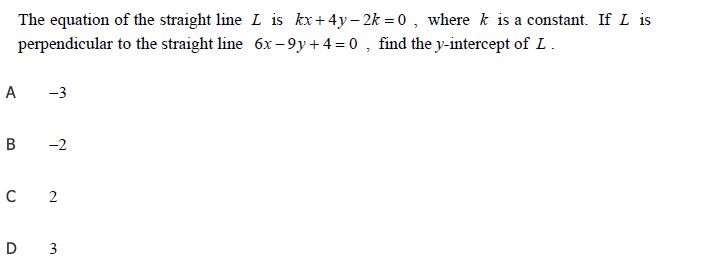 The equation of the straight line L is kx+4y−2k=0 , where k is a constant. If L is
perpendicular to the straight line 6x−9y+4=0 , find the y-intercept of L .
A −3
B −2
C 2
D 3